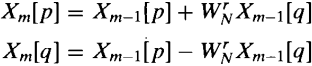 X_m[p] = X_{m-1}[p] + W_N^r X_{m-1}[q]
X_m[q] = X_{m-1}[p] − W_N^r X_{m-1}[q]